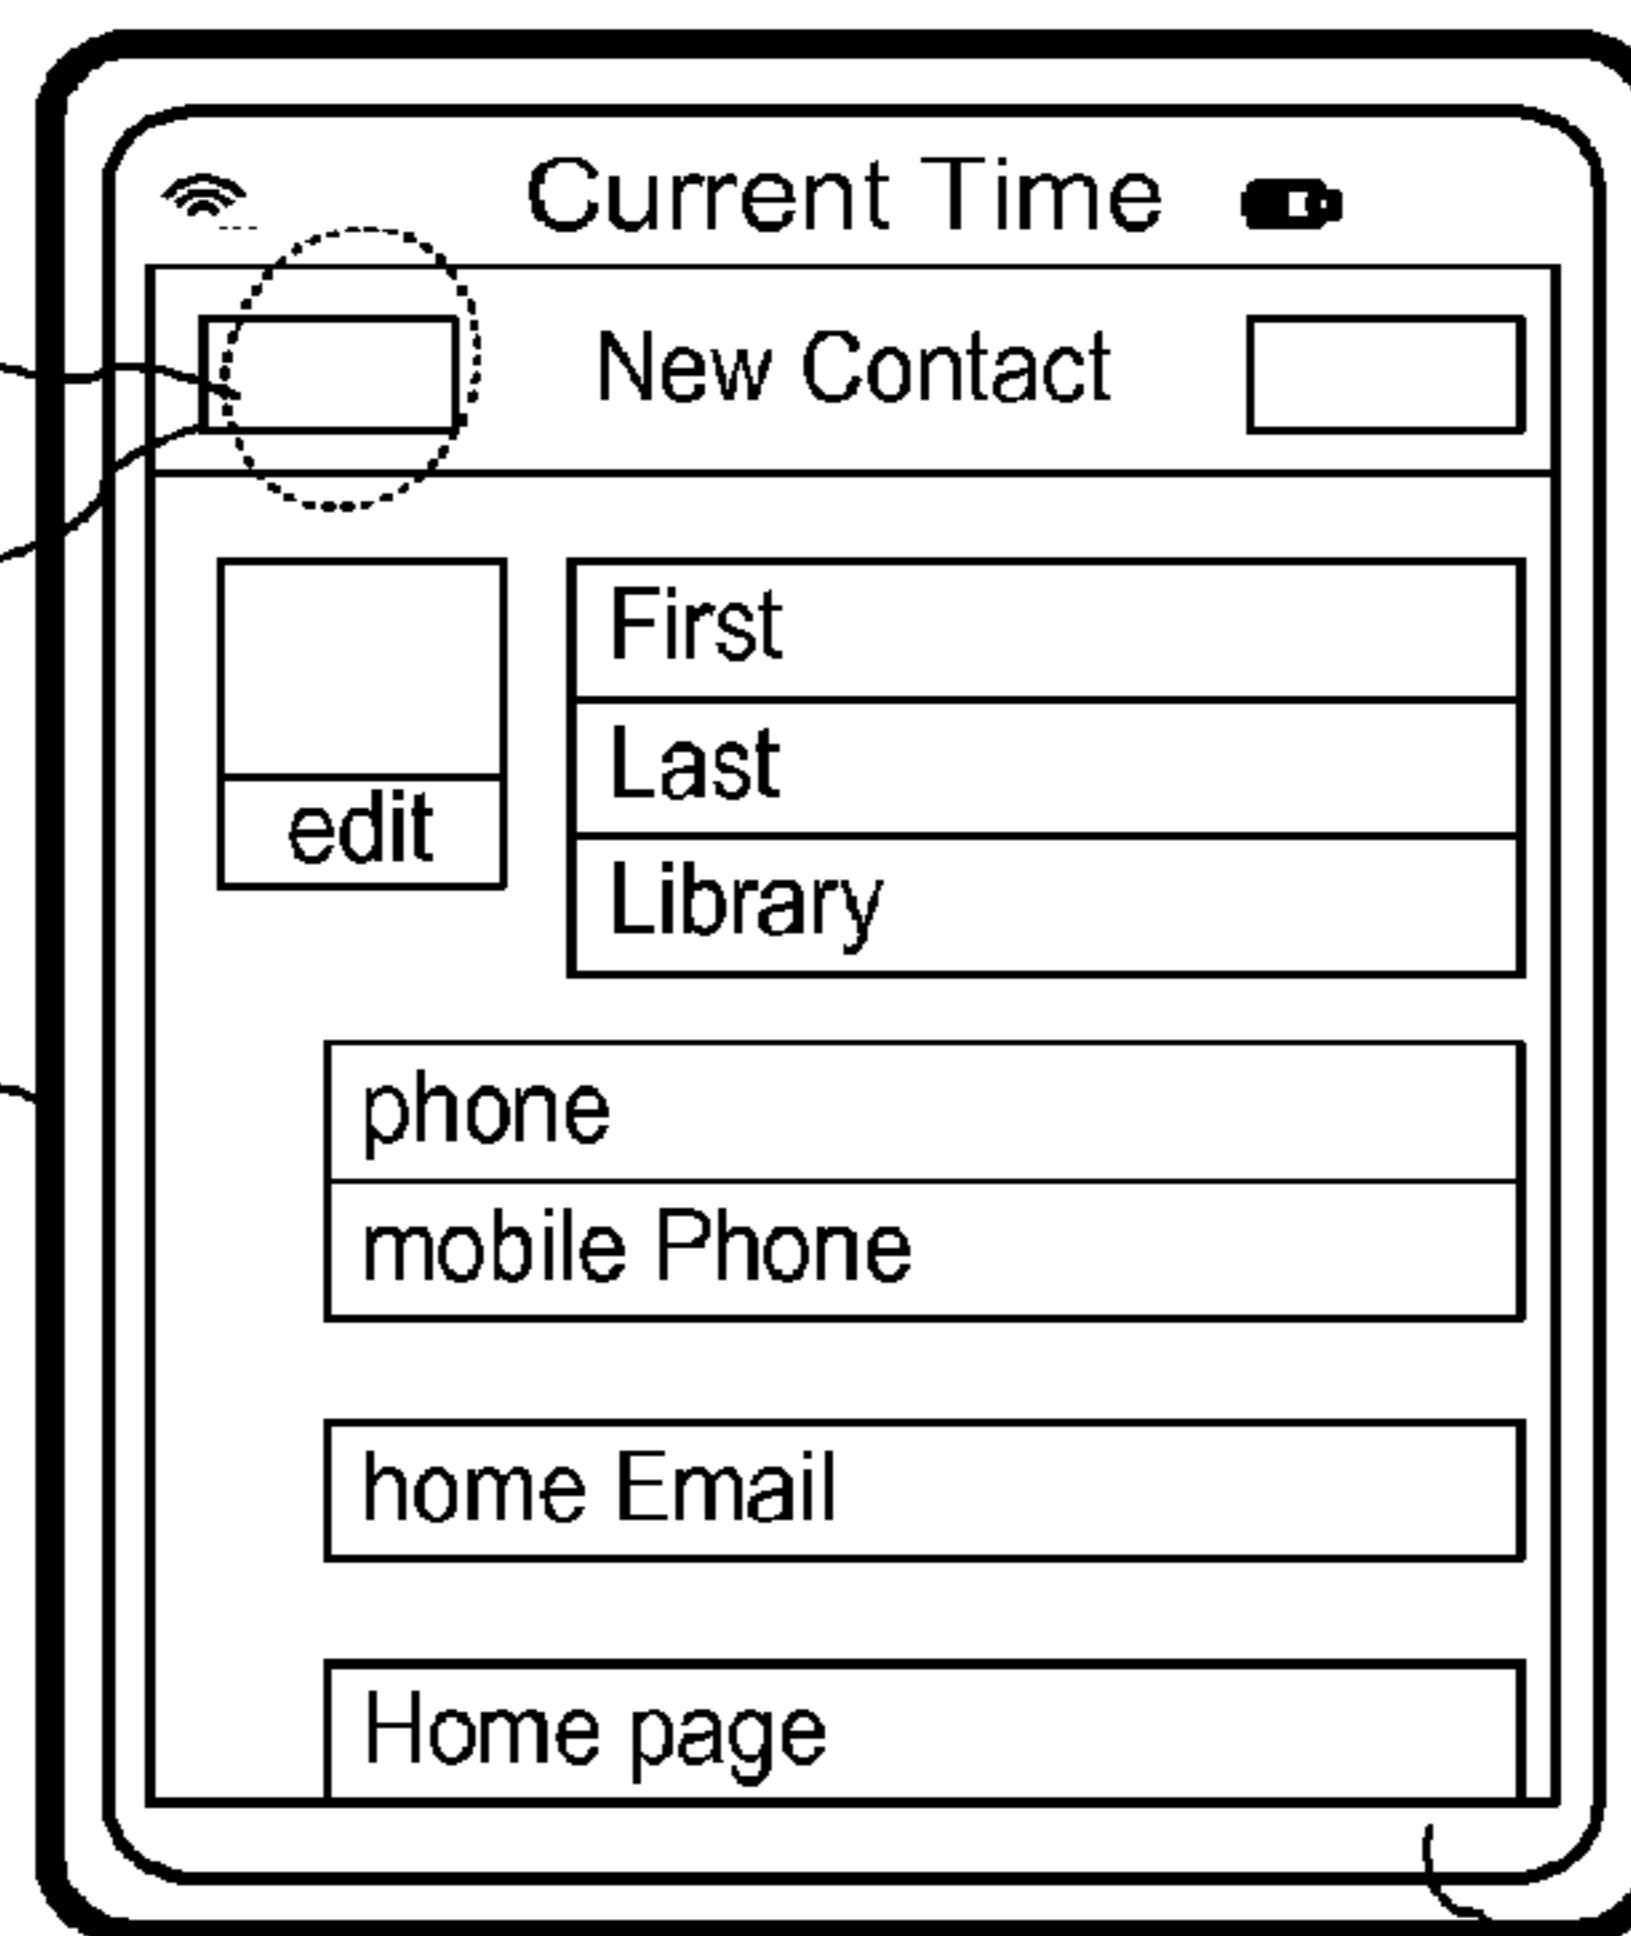 Current Time
New Contact
First
Last
Library
edit
phone
mobile Phone
home Email
Home page